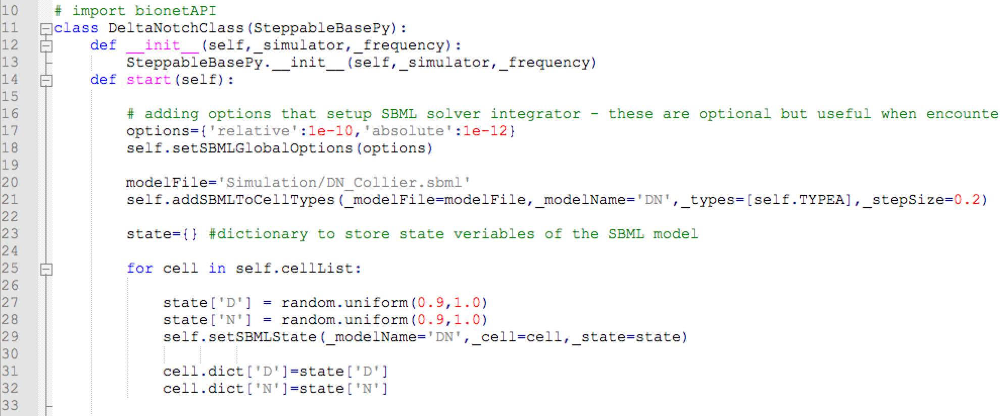 10 # import bionetAPI
11 class DeltaNotchClass(SteppableBasePy):
12     def __init__(self,_simulator,_frequency):
13         SteppableBasePy.__init__(self,_simulator,_frequency)
14     def start(self):
15
16         # adding options that setup SBML solver integrator - these are optional but useful when encounte
17         options={'relative':1e-10,'absolute':1e-12}
18         self.setSBMLGlobalOptions(options)
19
20         modelFile='Simulation/DN_Collier.sbml'
21         self.addSBMLToCellTypes(_modelFile=modelFile,_modelName='DN',_types=[self.TYPEA],_stepSize=0.2)
22
23         state={} #dictionary to store state veriables of the SBML model
24
25         for cell in self.cellList:
26
27             state['D'] = random.uniform(0.9,1.0)
28             state['N'] = random.uniform(0.9,1.0)
29             self.setSBMLState(_modelName='DN',_cell=cell,_state=state)
30
31             cell.dict['D']=state['D']
32             cell.dict['N']=state['N']
33